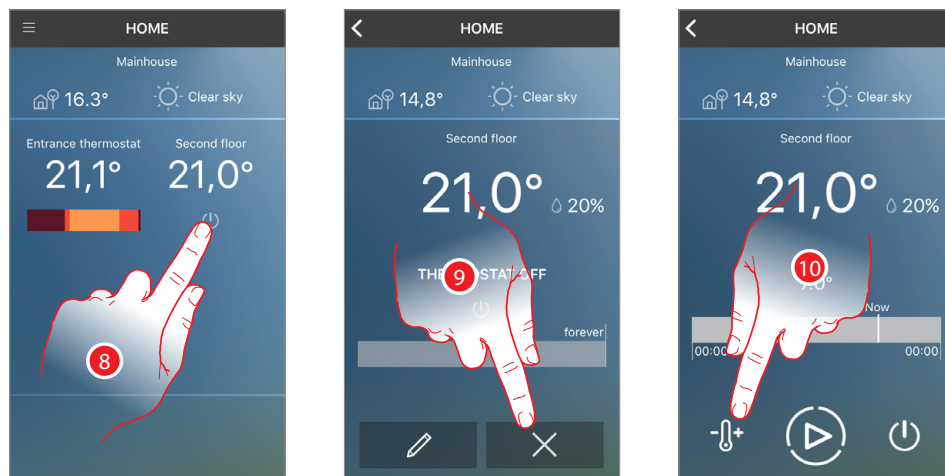 HOME
Mainhouse
16.3° Clear sky
Entrance thermostat Second floor
21,1° 21,0°
8
HOME
Mainhouse
14,8° Clear sky
Second floor
21,0° 20%
9
forever
HOME
Mainhouse
14,8° Clear sky
Second floor
21,0° 20%
10
Now
00:00 00:00